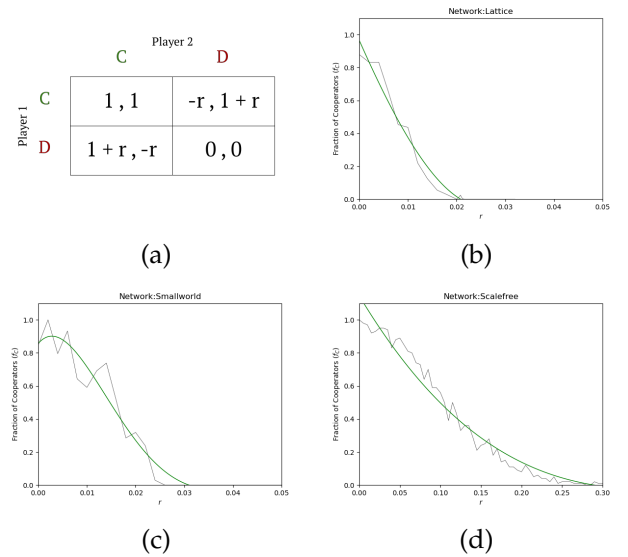 Player 2
C D
Player 1
C 1 , 1 -r , 1 + r
D 1 + r , -r 0 , 0
(a)
Network:Lattice
Fraction of Cooperators (fC)
1.0
0.8
0.6
0.4
0.2
0.0
0.00 0.01 0.02 0.03 0.04 0.05
r
(b)
Network:Smallworld
Fraction of Cooperators (fC)
1.0
0.8
0.6
0.4
0.2
0.0
0.00 0.01 0.02 0.03 0.04 0.05
r
(c)
Network:Scalefree
Fraction of Cooperators (fC)
1.0
0.8
0.6
0.4
0.2
0.0
0.00 0.05 0.10 0.15 0.20 0.25 0.30
r
(d)